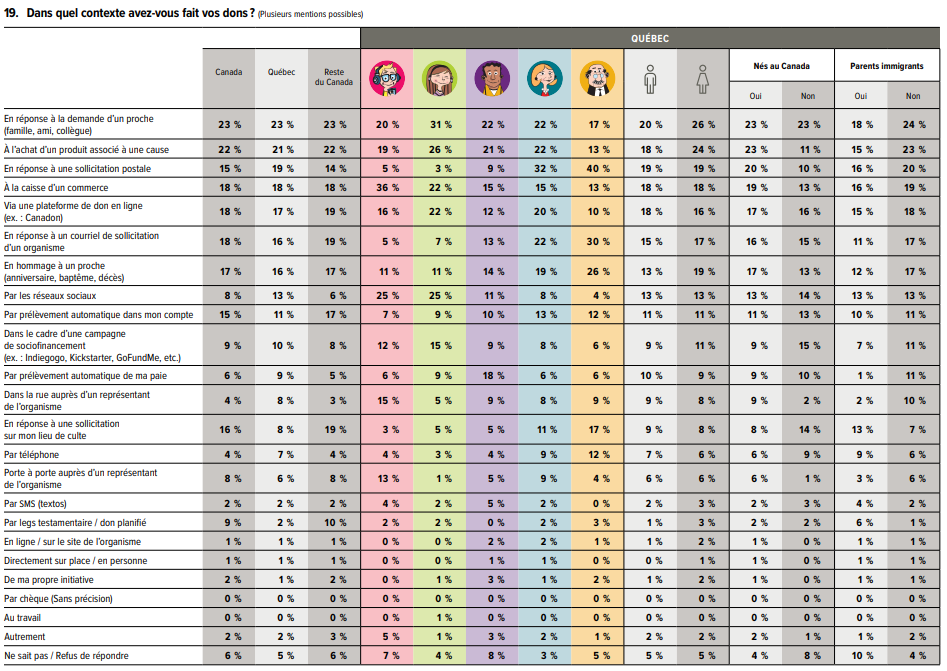 19. Dans quel contexte avez-vous fait vos dons ? (Plusieurs mentions possibles)
QUÉBEC
Canada Québec Reste du Canada Nés au Canada Parents immigrants
Oui Non Oui Non
En réponse à la demande d'un proche
(famille, ami, collègue) 23 % 23 % 23 % 20 % 31 % 22 % 22 % 17 % 20 % 26 % 23 % 23 % 18 % 24 %
À l'achat d'un produit associé à une cause 22 % 21 % 22 % 19 % 26 % 21 % 22 % 13 % 18 % 24 % 23 % 11 % 15 % 23 %
En réponse à une sollicitation postale 15 % 19 % 14 % 5 % 3 % 9 % 32 % 40 % 19 % 19 % 20 % 10 % 16 % 20 %
À la caisse d'un commerce 18 % 18 % 18 % 36 % 22 % 15 % 15 % 13 % 18 % 18 % 19 % 13 % 16 % 19 %
Via une plateforme de don en ligne
(ex. : Canadon) 18 % 17 % 19 % 16 % 22 % 12 % 20 % 10 % 18 % 16 % 17 % 16 % 15 % 18 %
En réponse à un courriel de sollicitation
d'un organisme 18 % 16 % 19 % 5 % 7 % 13 % 22 % 30 % 15 % 17 % 16 % 15 % 11 % 17 %
En hommage à un proche
(anniversaire, baptême, décès) 17 % 16 % 17 % 11 % 11 % 14 % 19 % 26 % 13 % 19 % 17 % 13 % 12 % 17 %
Par les réseaux sociaux 8 % 13 % 6 % 25 % 25 % 11 % 8 % 4 % 13 % 13 % 13 % 14 % 13 % 13 %
Par prélèvement automatique dans mon compte 15 % 11 % 17 % 7 % 9 % 10 % 13 % 12 % 11 % 11 % 11 % 13 % 10 % 11 %
Dans le cadre d'une campagne
de sociofinancement
(ex. : Indiegogo, Kickstarter, GoFundMe, etc.) 9 % 10 % 8 % 12 % 15 % 9 % 8 % 6 % 9 % 11 % 9 % 15 % 7 % 11 %
Par prélèvement automatique de ma paie 6 % 9 % 5 % 6 % 9 % 18 % 6 % 6 % 10 % 9 % 9 % 10 % 1 % 11 %
Dans la rue auprès d'un représentant
de l'organisme 4 % 8 % 3 % 15 % 5 % 9 % 8 % 9 % 9 % 8 % 9 % 2 % 2 % 10 %
En réponse à une sollicitation
sur mon lieu de culte 16 % 8 % 19 % 3 % 5 % 5 % 11 % 17 % 9 % 8 % 8 % 14 % 13 % 7 %
Par téléphone 4 % 7 % 4 % 4 % 3 % 4 % 9 % 12 % 7 % 6 % 6 % 9 % 9 % 6 %
Porte à porte auprès d'un représentant
de l'organisme 8 % 6 % 8 % 13 % 1 % 5 % 9 % 4 % 6 % 6 % 6 % 1 % 3 % 6 %
Par SMS (textos) 2 % 2 % 2 % 4 % 2 % 5 % 2 % 0 % 2 % 3 % 2 % 3 % 4 % 2 %
Par legs testamentaire / don planifié 9 % 2 % 10 % 2 % 2 % 0 % 2 % 3 % 1 % 3 % 2 % 2 % 6 % 1 %
En ligne / sur le site de l'organisme 1 % 1 % 1 % 0 % 0 % 2 % 2 % 1 % 1 % 2 % 1 % 0 % 1 % 1 %
Directement sur place / en personne 1 % 1 % 1 % 0 % 0 % 1 % 1 % 0 % 0 % 1 % 1 % 0 % 1 % 1 %
De ma propre initiative 2 % 1 % 2 % 0 % 1 % 3 % 1 % 2 % 1 % 2 % 1 % 0 % 1 % 1 %
Par chèque (Sans précision) 0 % 0 % 0 % 0 % 0 % 0 % 0 % 0 % 0 % 0 % 0 % 0 % 0 % 0 %
Au travail 0 % 0 % 0 % 0 % 1 % 0 % 0 % 0 % 0 % 0 % 0 % 0 % 0 % 0 %
Autrement 2 % 2 % 3 % 5 % 1 % 3 % 2 % 1 % 2 % 2 % 2 % 1 % 1 % 2 %
Ne sait pas / Refus de répondre 6 % 5 % 6 % 7 % 4 % 8 % 3 % 5 % 5 % 5 % 4 % 8 % 10 % 4 %